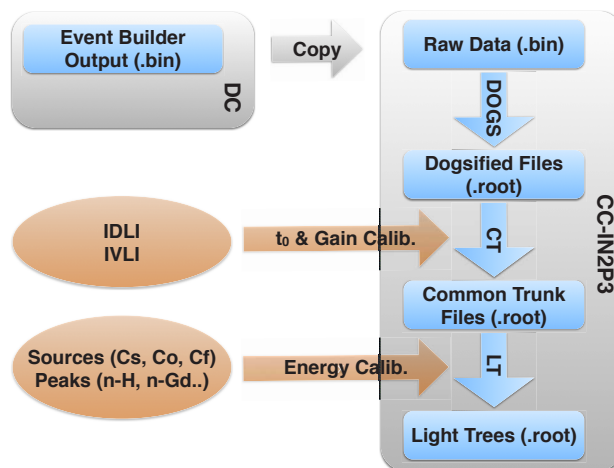 Event Builder
Output (.bin)
DC
Copy
Raw Data (.bin)
DOGS
Dogsified Files
(.root)
CC-IN2P3
IDLI
IVLI
t₀ & Gain Calib.
CT
Common Trunk
Files (.root)
Sources (Cs, Co, Cf)
Peaks (n-H, n-Gd..)
Energy Calib.
LT
Light Trees (.root)